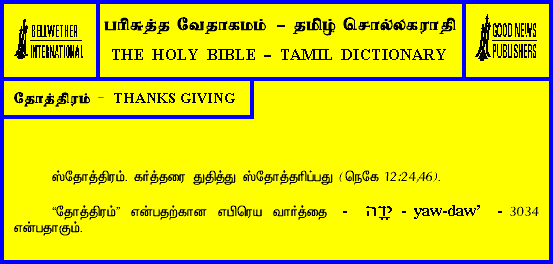 BELLWETHER
INTERNATIONAL
பரிசுத்த வேதாகமம் – தமிழ் சொல்லகராதி
THE HOLY BIBLE – TAMIL DICTIONARY
GOOD NEWS
PUBLISHERS
தோத்திரம் – THANKS GIVING
ஸ்தோத்திரம். கர்த்தரை துதித்து ஸ்தோத்தரிப்பது (நெகே 12:24,46).
“தோத்திரம்” என்பதற்கான எபிரெய வார்த்தை - יָדָה - yaw-daw’ - 3034
என்பதாகும்.